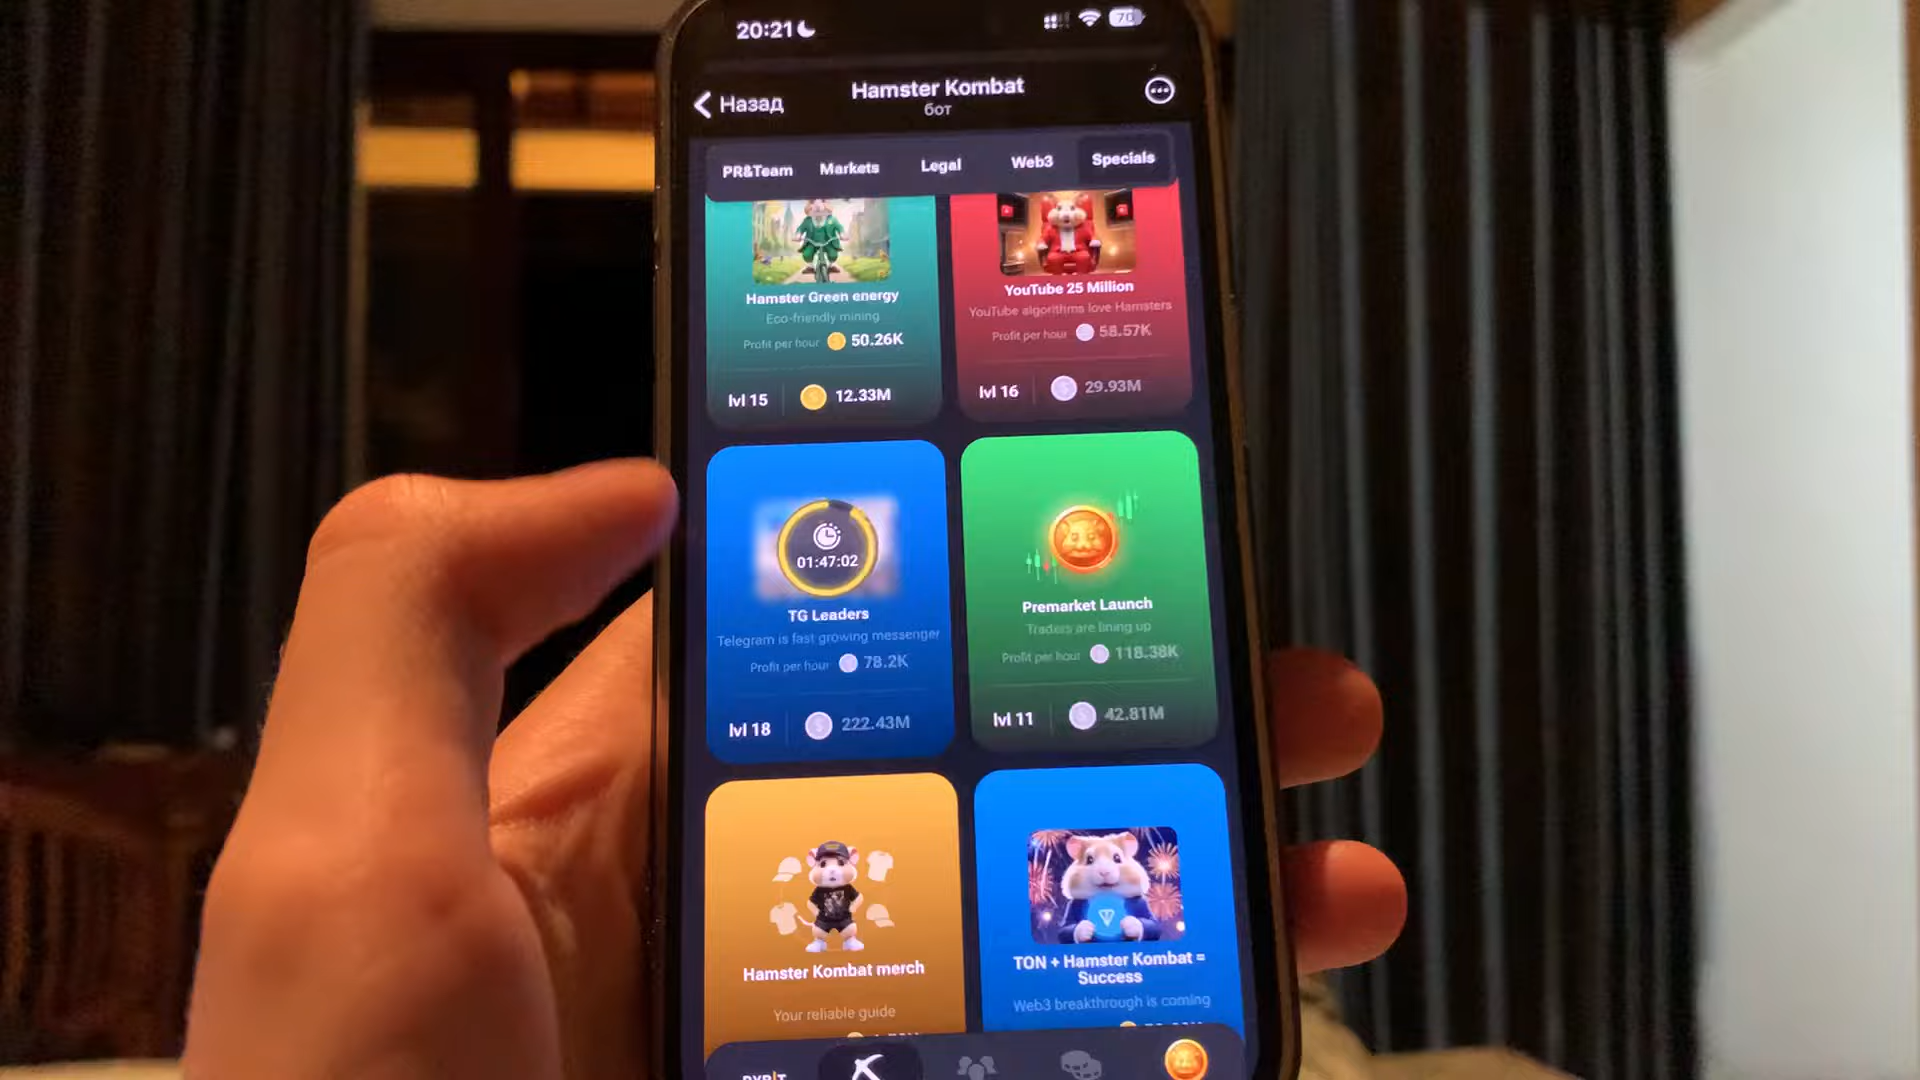 20:21
70
Назад
Hamster Kombat
бот
PR&Team
Markets
Legal
Web3
Specials
Hamster Green energy
Eco-friendly mining
Profit per hour 50.26K
lvl 15
12.33M
YouTube 25 Million
YouTube algorithms love Hamsters
Profit per hour 58.57K
lvl 16
29.93M
01:47:02
TG Leaders
Telegram is fast growing messenger
Profit per hour 78.2K
lvl 18
222.43M
Premarket Launch
Traders are lining up
Profit per hour 118.38K
lvl 11
42.81M
Hamster Kombat merch
Your reliable guide
TON + Hamster Kombat =
Success
Web3 breakthrough is coming